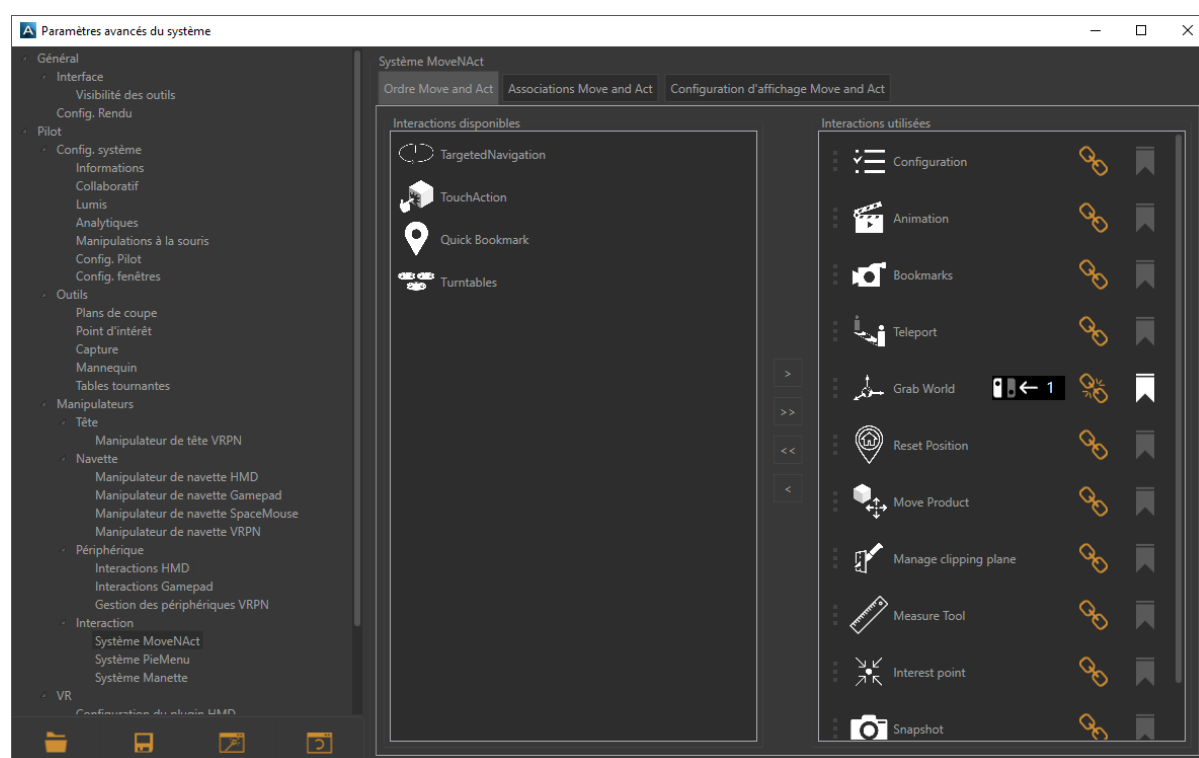 Paramètres avancés du système
Général
Interface
Visibilité des outils
Config. Rendu
Pilot
Config. système
Informations
Collaboratif
Lumis
Analytiques
Manipulations à la souris
Config. Pilot
Config. fenêtres
Outils
Plans de coupe
Point d'intérêt
Capture
Mannequin
Tables tournantes
Manipulateurs
Tête
Manipulateur de tête VRPN
Navette
Manipulateur de navette HMD
Manipulateur de navette Gamepad
Manipulateur de navette SpaceMouse
Manipulateur de navette VRPN
Périphérique
Interactions HMD
Interactions Gamepad
Gestion des périphériques VRPN
Interaction
Système MoveNAct
Système PieMenu
Système Manette
VR
Configuration du plugin HMD
Système MoveNAct
Ordre Move and Act Associations Move and Act Configuration d'affichage Move and Act
Interactions disponibles
TargetedNavigation
TouchAction
Quick Bookmark
Turntables
>
>>
<<
<
Interactions utilisées
Configuration
Animation
Bookmarks
Teleport
Grab World 1
Reset Position
Move Product
Manage clipping plane
Measure Tool
Interest point
Snapshot